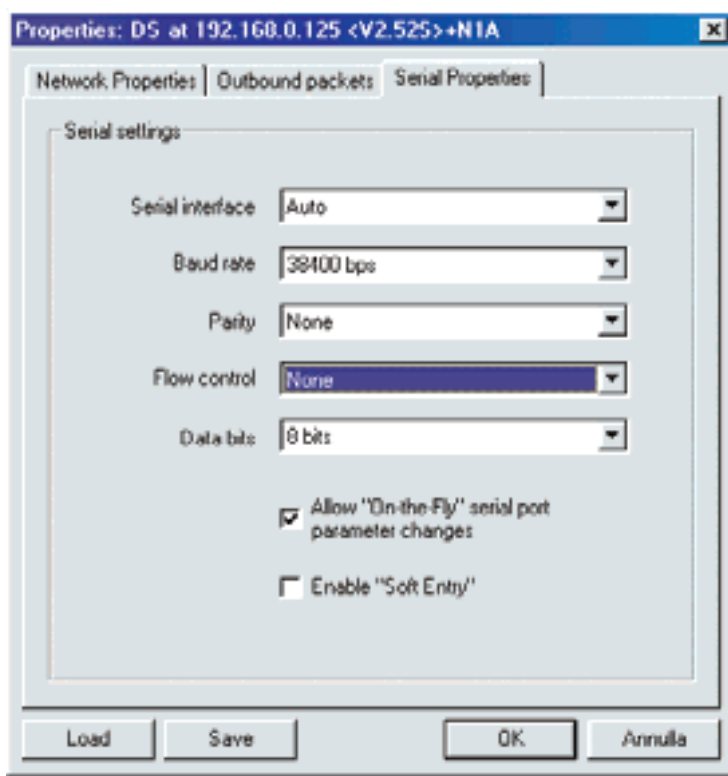 Properties: DS at 192.168.0.125 <V2.525>+N1A
Network Properties
Outbound packets
Serial Properties
Serial settings
Serial interface
Auto
Baud rate
38400 bps
Parity
None
Flow control
None
Data bits
8 bits
Allow "On-the-Fly" serial port
parameter changes
Enable "Soft Entry"
Load
Save
OK
Annulla